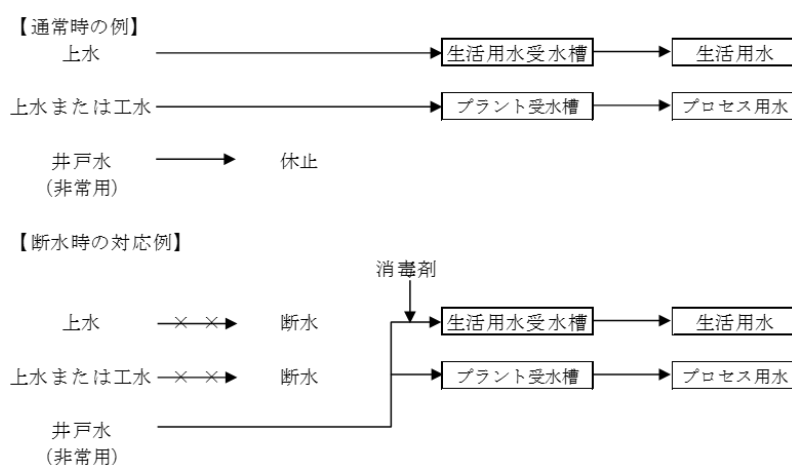 【通常時の例】
上水 生活用水受水槽 生活用水
上水または工水 プラント受水槽 プロセス用水
井戸水 休止
(非常用)
【断水時の対応例】
消毒剤
上水 断水 生活用水受水槽 生活用水
上水または工水 断水 プラント受水槽 プロセス用水
井戸水
(非常用)